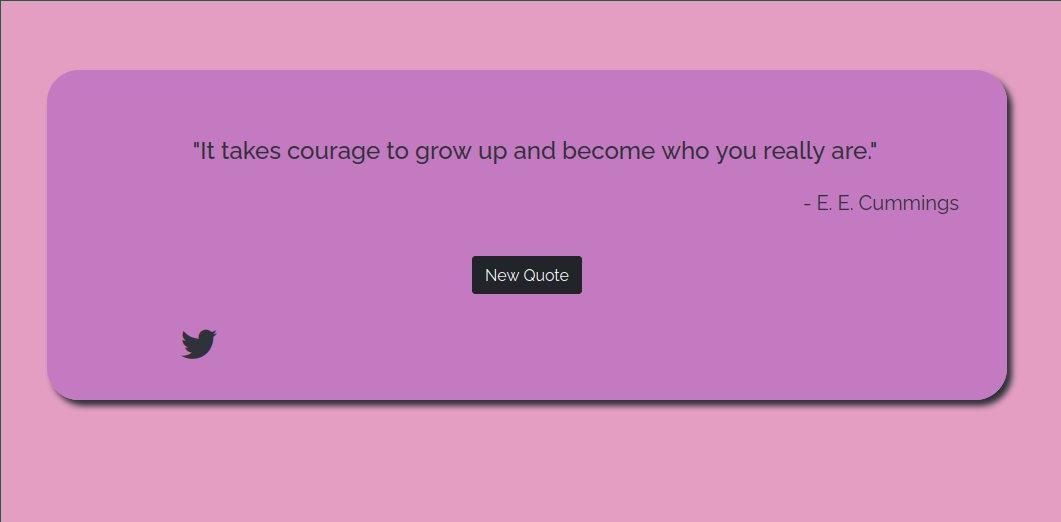 "It takes courage to grow up and become who you really are."
- E. E. Cummings
New Quote